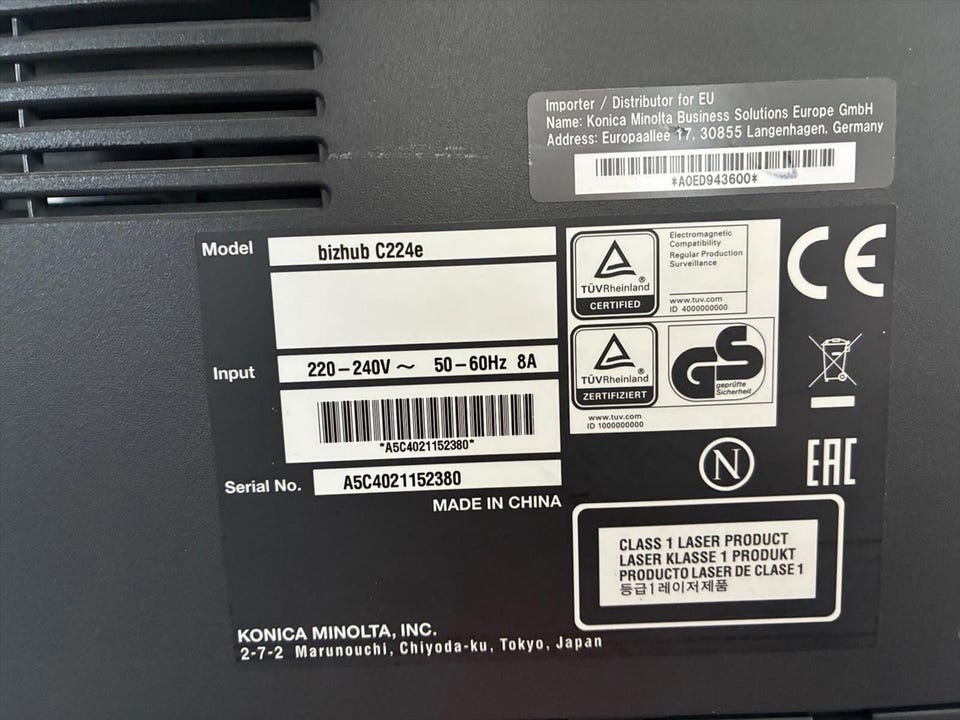 Importer / Distributor for EU
Name: Konica Minolta Business Solutions Europe GmbH
Address: Europaallee 17, 30855 Langenhagen, Germany
*A0ED943600*
Model bizhub C224e
Input 220-240V ～ 50-60Hz 8A
*A5C4021152380*
Serial No. A5C4021152380
MADE IN CHINA
KONICA MINOLTA, INC.
2-7-2 Marunouchi, Chiyoda-ku, Tokyo, Japan
TÜVRheinland®
CERTIFIED
Electromagnetic
Compatibility
Regular Production
Surveillance
www.tuv.com
ID 4000000000
TÜVRheinland®
ZERTIFIZIERT
GS
geprüfte
Sicherheit
www.tuv.com
ID 1000000000
CE
N
EAC
CLASS 1 LASER PRODUCT
LASER KLASSE 1 PRODUKT
PRODUCTO LASER DE CLASE 1
등급 1 레이저 제품